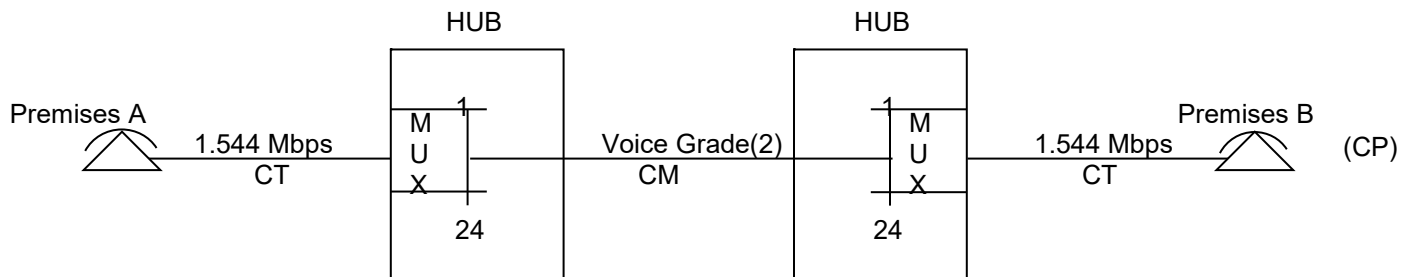 HUB HUB
Premises A 1 1 Premises B
M M
1.544 Mbps U Voice Grade(2) U 1.544 Mbps (CP)
CT X CM X CT
24 24